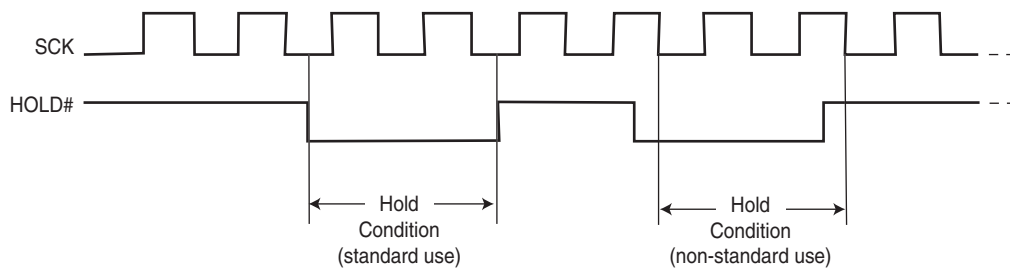 SCK
HOLD#
Hold
Condition
(standard use)
Hold
Condition
(non-standard use)